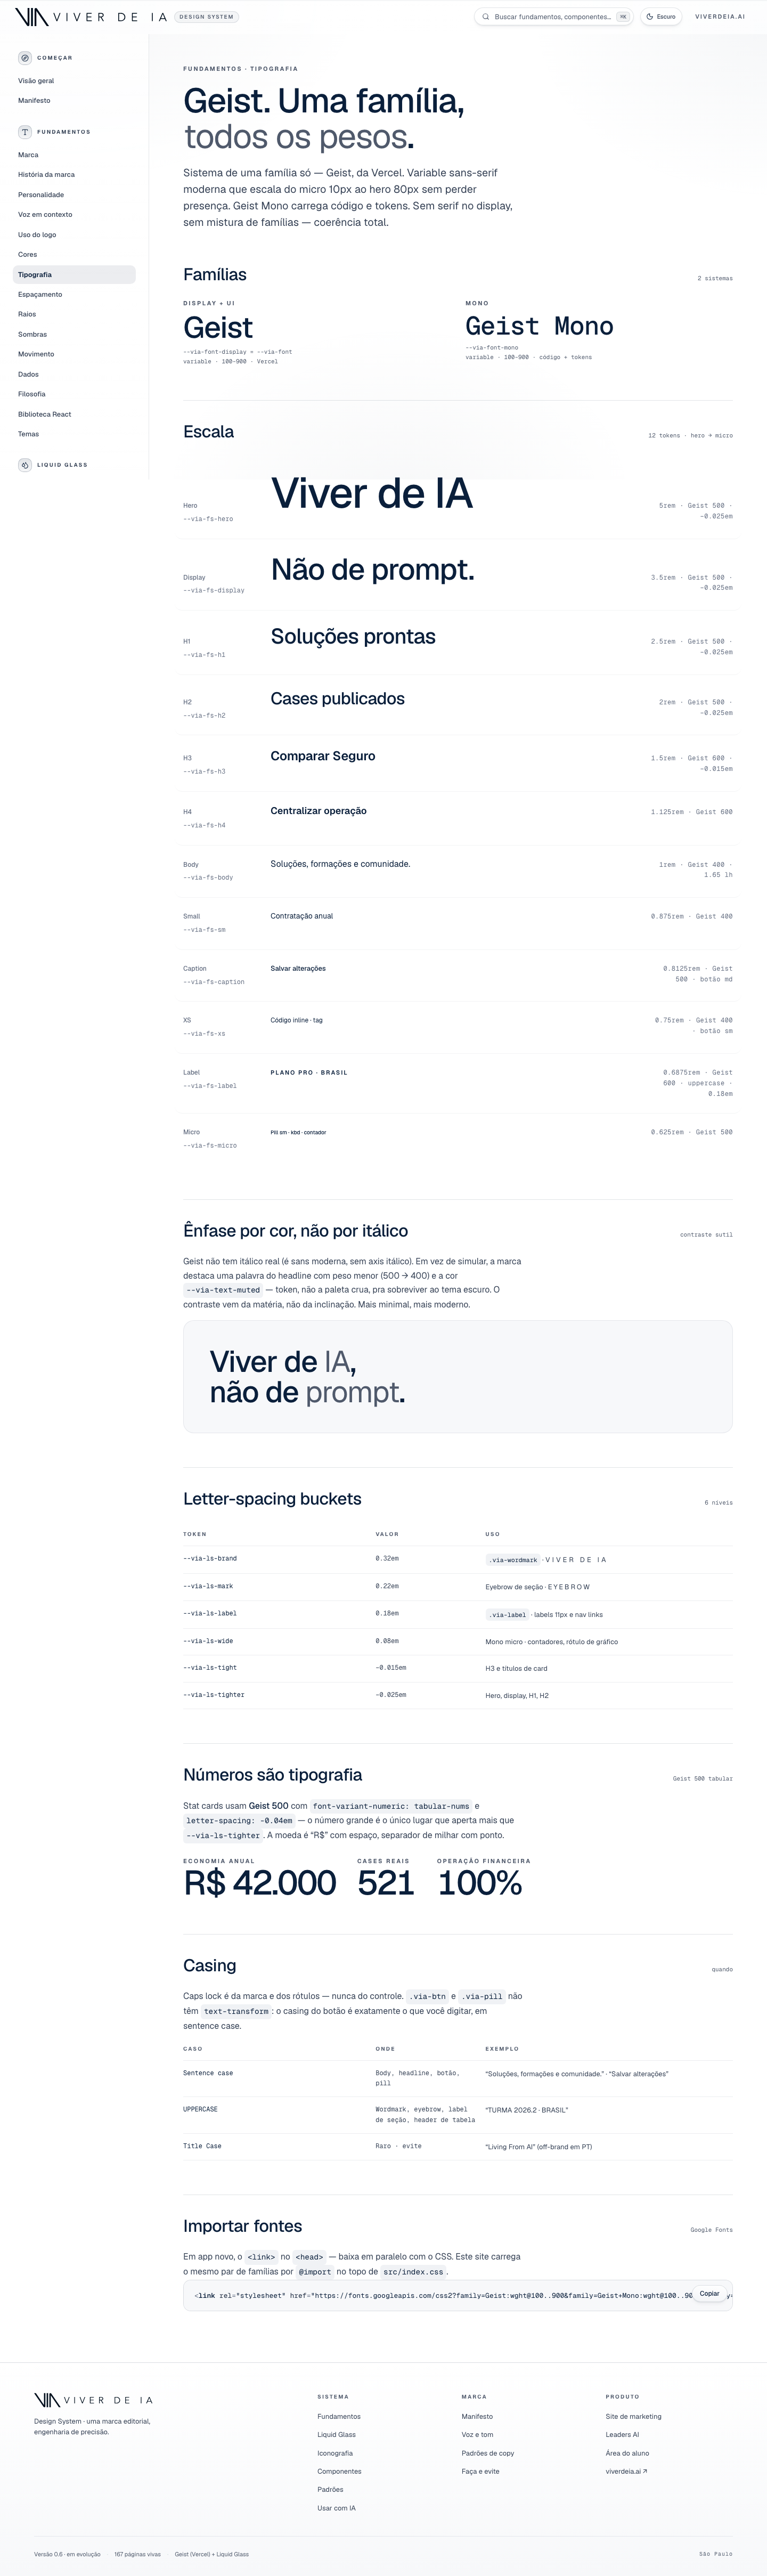 VIA VIVER DE IA DESIGN SYSTEM
Buscar fundamentos, componentes… ⌘K
Escuro
VIVERDEIA.AI
COMEÇAR
Visão geral
Manifesto
FUNDAMENTOS
Marca
História da marca
Personalidade
Voz em contexto
Uso do logo
Cores
Tipografia
Espaçamento
Raios
Sombras
Movimento
Dados
Filosofia
Biblioteca React
Temas
LIQUID GLASS
FUNDAMENTOS · TIPOGRAFIA
Geist. Uma família,
todos os pesos.
Sistema de uma família só — Geist, da Vercel. Variable sans-serif
moderna que escala do micro 10px ao hero 80px sem perder
presença. Geist Mono carrega código e tokens. Sem serif no display,
sem mistura de famílias — coerência total.
Famílias
2 sistemas
DISPLAY + UI
Geist
--via-font-display = --via-font
variable · 100-900 · Vercel
MONO
Geist Mono
--via-font-mono
variable · 100-900 · código + tokens
Escala
12 tokens · hero → micro
Hero
--via-fs-hero
Viver de IA
5rem · Geist 500 ·
-0.025em
Display
--via-fs-display
Não de prompt.
3.5rem · Geist 500 ·
-0.025em
H1
--via-fs-h1
Soluções prontas
2.5rem · Geist 500 ·
-0.025em
H2
--via-fs-h2
Cases publicados
2rem · Geist 500 ·
-0.025em
H3
--via-fs-h3
Comparar Seguro
1.5rem · Geist 600 ·
-0.015em
H4
--via-fs-h4
Centralizar operação
1.125rem · Geist 600
Body
--via-fs-body
Soluções, formações e comunidade.
1rem · Geist 400 ·
1.65 lh
Small
--via-fs-sm
Contratação anual
0.875rem · Geist 400
Caption
--via-fs-caption
Salvar alterações
0.8125rem · Geist
500 · botão md
XS
--via-fs-xs
Código inline · tag
0.75rem · Geist 400
· botão sm
Label
--via-fs-label
PLANO PRO · BRASIL
0.6875rem · Geist
600 · uppercase ·
0.18em
Micro
--via-fs-micro
Pill sm · kbd · contador
0.625rem · Geist 500
Ênfase por cor, não por itálico
contraste sutil
Geist não tem itálico real (é sans moderna, sem axis itálico). Em vez de simular, a marca
destaca uma palavra do headline com peso menor (500 → 400) e a cor
--via-text-muted — token, não a paleta crua, pra sobreviver ao tema escuro. O
contraste vem da matéria, não da inclinação. Mais minimal, mais moderno.
Viver de IA,
não de prompt.
Letter-spacing buckets
6 níveis
TOKEN VALOR USO
--via-ls-brand 0.32em .via-wordmark · VIVER DE IA
--via-ls-mark 0.22em Eyebrow de seção · EYEBROW
--via-ls-label 0.18em .via-label · labels 11px e nav links
--via-ls-wide 0.08em Mono micro · contadores, rótulo de gráfico
--via-ls-tight -0.015em H3 e títulos de card
--via-ls-tighter -0.025em Hero, display, H1, H2
Números são tipografia
Geist 500 tabular
Stat cards usam Geist 500 com font-variant-numeric: tabular-nums e
letter-spacing: -0.04em — o número grande é o único lugar que aperta mais que
--via-ls-tighter . A moeda é “R$” com espaço, separador de milhar com ponto.
ECONOMIA ANUAL
R$ 42.000
CASES REAIS
521
OPERAÇÃO FINANCEIRA
100%
Casing
quando
Caps lock é da marca e dos rótulos — nunca do controle. .via-btn e .via-pill não
têm text-transform : o casing do botão é exatamente o que você digitar, em
sentence case.
CASO ONDE EXEMPLO
Sentence case
Body, headline, botão,
pill
“Soluções, formações e comunidade.” · “Salvar alterações”
UPPERCASE
Wordmark, eyebrow, label
de seção, header de tabela
“TURMA 2026.2 · BRASIL”
Title Case
Raro · evite
“Living From AI” (off-brand em PT)
Importar fontes
Google Fonts
Em app novo, o <link> no <head> — baixa em paralelo com o CSS. Este site carrega
o mesmo par de famílias por @import no topo de src/index.css .
<link rel="stylesheet" href="https://fonts.googleapis.com/css2?family=Geist:wght@100..900&family=Geist+Mono:wght@100..90
Copiar
VIA VIVER DE IA
Design System · uma marca editorial,
engenharia de precisão.
SISTEMA
Fundamentos
Liquid Glass
Iconografia
Componentes
Padrões
Usar com IA
MARCA
Manifesto
Voz e tom
Padrões de copy
Faça e evite
PRODUTO
Site de marketing
Leaders AI
Área do aluno
viverdeia.ai ↗
Versão 0.6 · em evolução · 167 páginas vivas · Geist (Vercel) + Liquid Glass
São Paulo